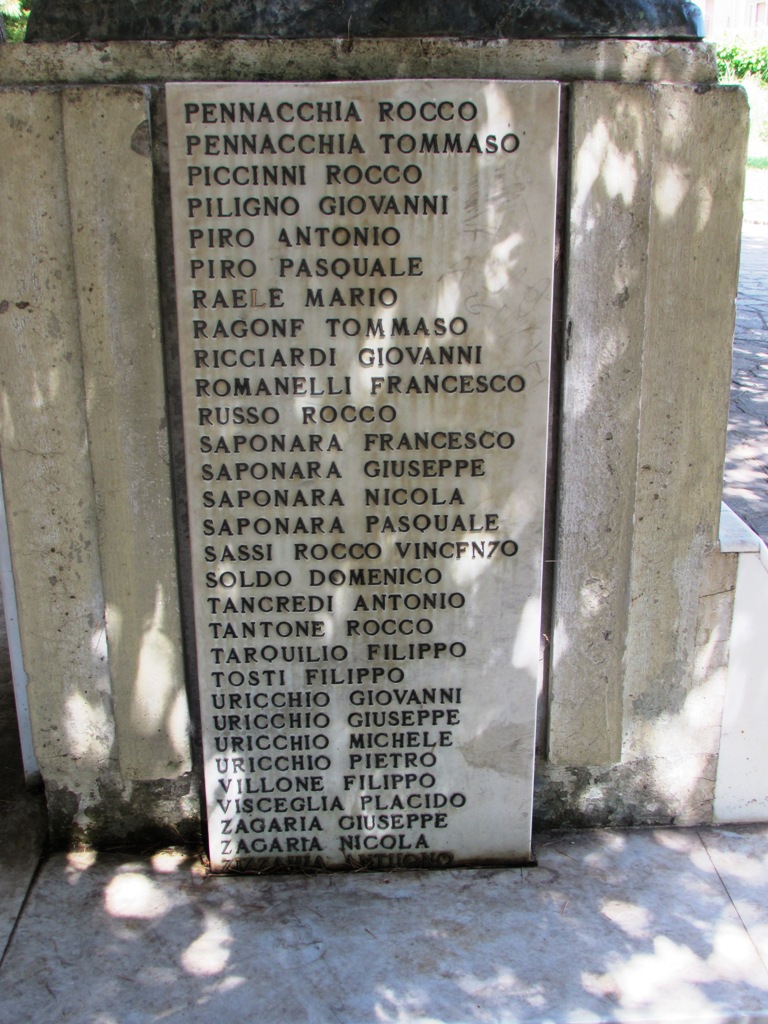 PENNACCHIA ROCCO
PENNACCHIA TOMMASO
PICCINNI ROCCO
PILIGNO GIOVANNI
PIRO ANTONIO
PIRO PASQUALE
RAELE MARIO
RAGONF TOMMASO
RICCIARDI GIOVANNI
ROMANELLI FRANCESCO
RUSSO ROCCO
SAPONARA FRANCESCO
SAPONARA GIUSEPPE
SAPONARA NICOLA
SAPONARA PASQUALE
SASSI ROCCO VINCFN7O
SOLDO DOMENICO
TANCREDI ANTONIO
TANTONE ROCCO
TARQUILIO FILIPPO
TOSTI FILIPPO
URICCHIO GIOVANNI
URICCHIO GIUSEPPE
URICCHIO MICHELE
URICCHIO PIETRO
VILLONE FILIPPO
VISCEGLIA PLACIDO
ZAGARIA GIUSEPPE
ZAGARIA NICOLA